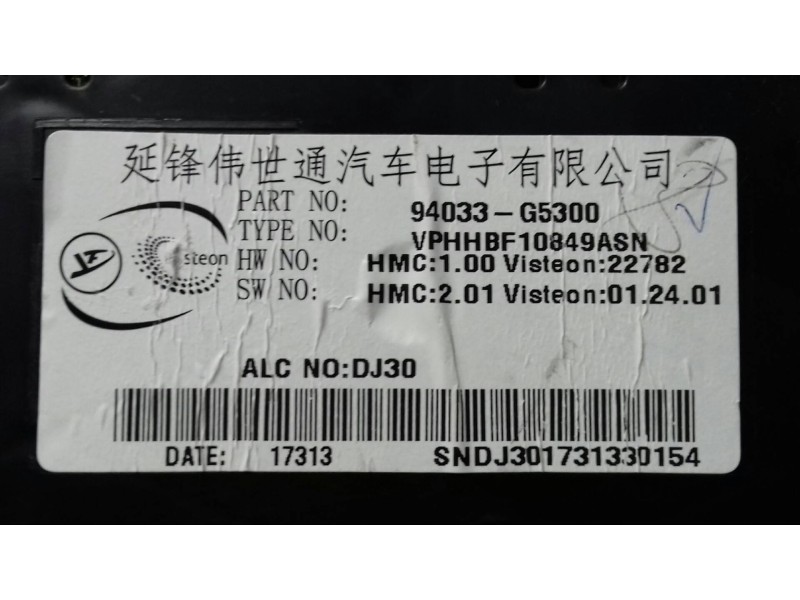 延锋伟世通汽车电子有限公司
PART NO: 94033-G5300
TYPE NO: VPHHBF10849ASN
HW NO: HMC:1.00 Visteon:22782
SW NO: HMC:2.01 Visteon:01.24.01
steon
ALC NO:DJ30
DATE: 17313 SNDJ301731330154